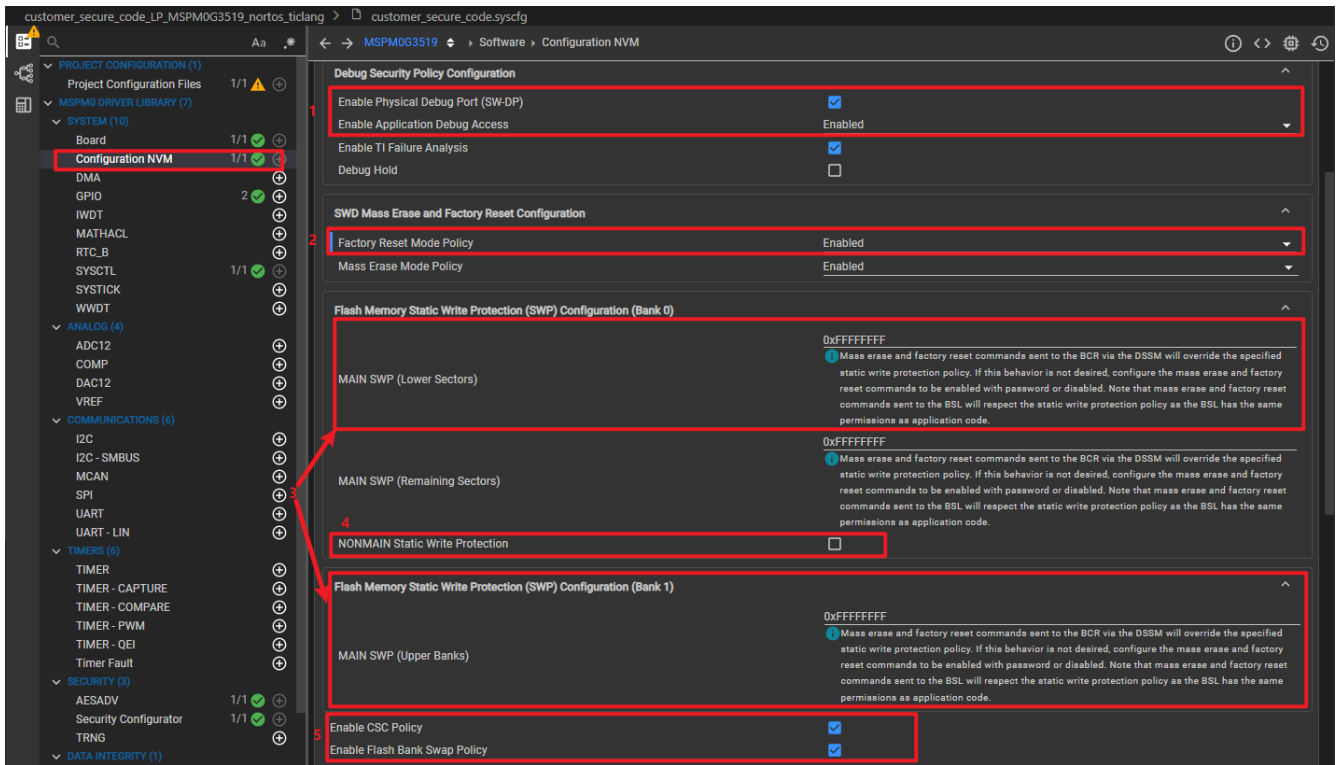 customer_secure_code_LP_MSPM0G3519_nortos_ticlang > customer_secure_code.syscfg
Aa .*
← → MSPM0G3519 › Software › Configuration NVM
PROJECT CONFIGURATION (1)
Project Configuration Files 1/1
MSPM0 DRIVER LIBRARY (7)
SYSTEM (10)
Board 1/1
Configuration NVM 1/1
DMA
GPIO 2
IWDT
MATHACL
RTC_B
SYSCTL 1/1
SYSTICK
WWDT
ANALOG (4)
ADC12
COMP
DAC12
VREF
COMMUNICATIONS (6)
I2C
I2C - SMBUS
MCAN
SPI
UART
UART - LIN
TIMERS (6)
TIMER
TIMER - CAPTURE
TIMER - COMPARE
TIMER - PWM
TIMER - QEI
Timer Fault
SECURITY (3)
AESADV 1/1
Security Configurator 1/1
TRNG
DATA INTEGRITY (1)
Debug Security Policy Configuration
1
Enable Physical Debug Port (SW-DP)
Enable Application Debug Access Enabled
Enable TI Failure Analysis
Debug Hold
SWD Mass Erase and Factory Reset Configuration
2
Factory Reset Mode Policy Enabled
Mass Erase Mode Policy Enabled
Flash Memory Static Write Protection (SWP) Configuration (Bank 0)
0xFFFFFFFF
MAIN SWP (Lower Sectors)
Mass erase and factory reset commands sent to the BCR via the DSSM will override the specified
static write protection policy. If this behavior is not desired, configure the mass erase and factory
reset commands to be enabled with password or disabled. Note that mass erase and factory reset
commands sent to the BSL will respect the static write protection policy as the BSL has the same
permissions as application code.
3
0xFFFFFFFF
MAIN SWP (Remaining Sectors)
Mass erase and factory reset commands sent to the BCR via the DSSM will override the specified
static write protection policy. If this behavior is not desired, configure the mass erase and factory
reset commands to be enabled with password or disabled. Note that mass erase and factory reset
commands sent to the BSL will respect the static write protection policy as the BSL has the same
permissions as application code.
4
NONMAIN Static Write Protection
Flash Memory Static Write Protection (SWP) Configuration (Bank 1)
0xFFFFFFFF
MAIN SWP (Upper Banks)
Mass erase and factory reset commands sent to the BCR via the DSSM will override the specified
static write protection policy. If this behavior is not desired, configure the mass erase and factory
reset commands to be enabled with password or disabled. Note that mass erase and factory reset
commands sent to the BSL will respect the static write protection policy as the BSL has the same
permissions as application code.
5
Enable CSC Policy
Enable Flash Bank Swap Policy